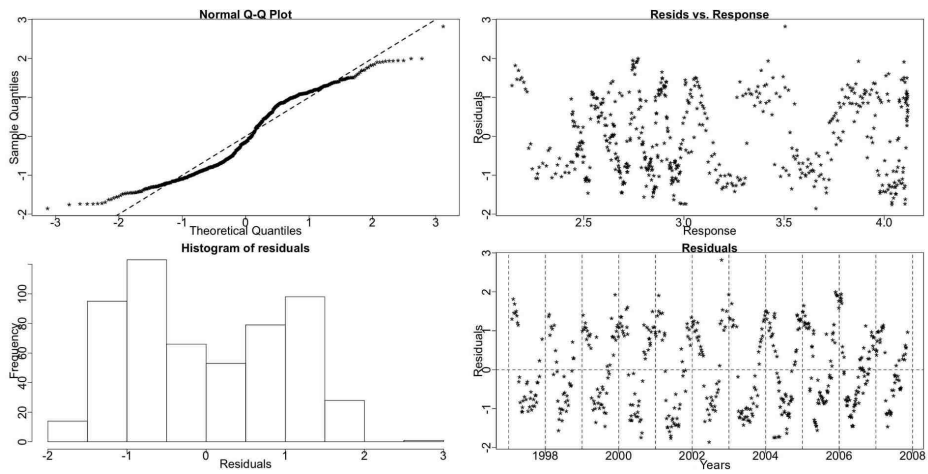 Normal Q-Q Plot
Sample Quantiles
3
2
1
0
-1
-2
-3 -2 -1 0 1 2 3
Theoretical Quantiles
Resids vs. Response
Residuals
3
2
1
0
-1
-2
2.5 3.0 3.5 4.0
Response
Histogram of residuals
Frequency
100
80
60
40
20
0
-2 -1 0 1 2 3
Residuals
Residuals
Residuals
3
2
1
0
-1
-2
1998 2000 2002 2004 2006 2008
Years